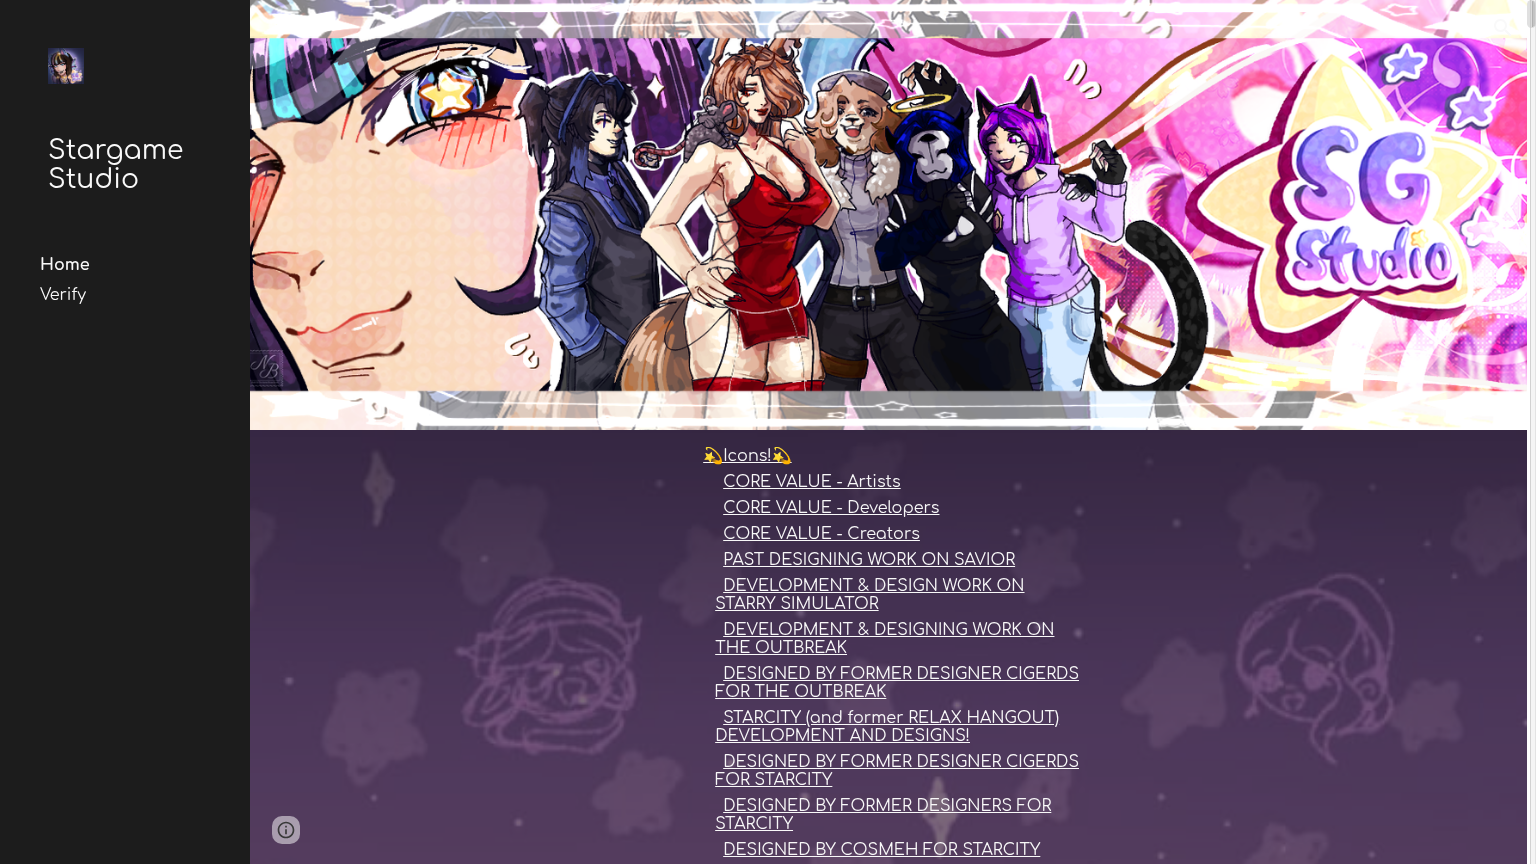 Stargame
Studio
Home
Verify
SG
studio
NB
💫Icons!💫
CORE VALUE - Artists
CORE VALUE - Developers
CORE VALUE - Creators
PAST DESIGNING WORK ON SAVIOR
DEVELOPMENT & DESIGN WORK ON
STARRY SIMULATOR
DEVELOPMENT & DESIGNING WORK ON
THE OUTBREAK
DESIGNED BY FORMER DESIGNER CIGERDS
FOR THE OUTBREAK
STARCITY (and former RELAX HANGOUT)
DEVELOPMENT AND DESIGNS!
DESIGNED BY FORMER DESIGNER CIGERDS
FOR STARCITY
DESIGNED BY FORMER DESIGNERS FOR
STARCITY
DESIGNED BY COSMEH FOR STARCITY